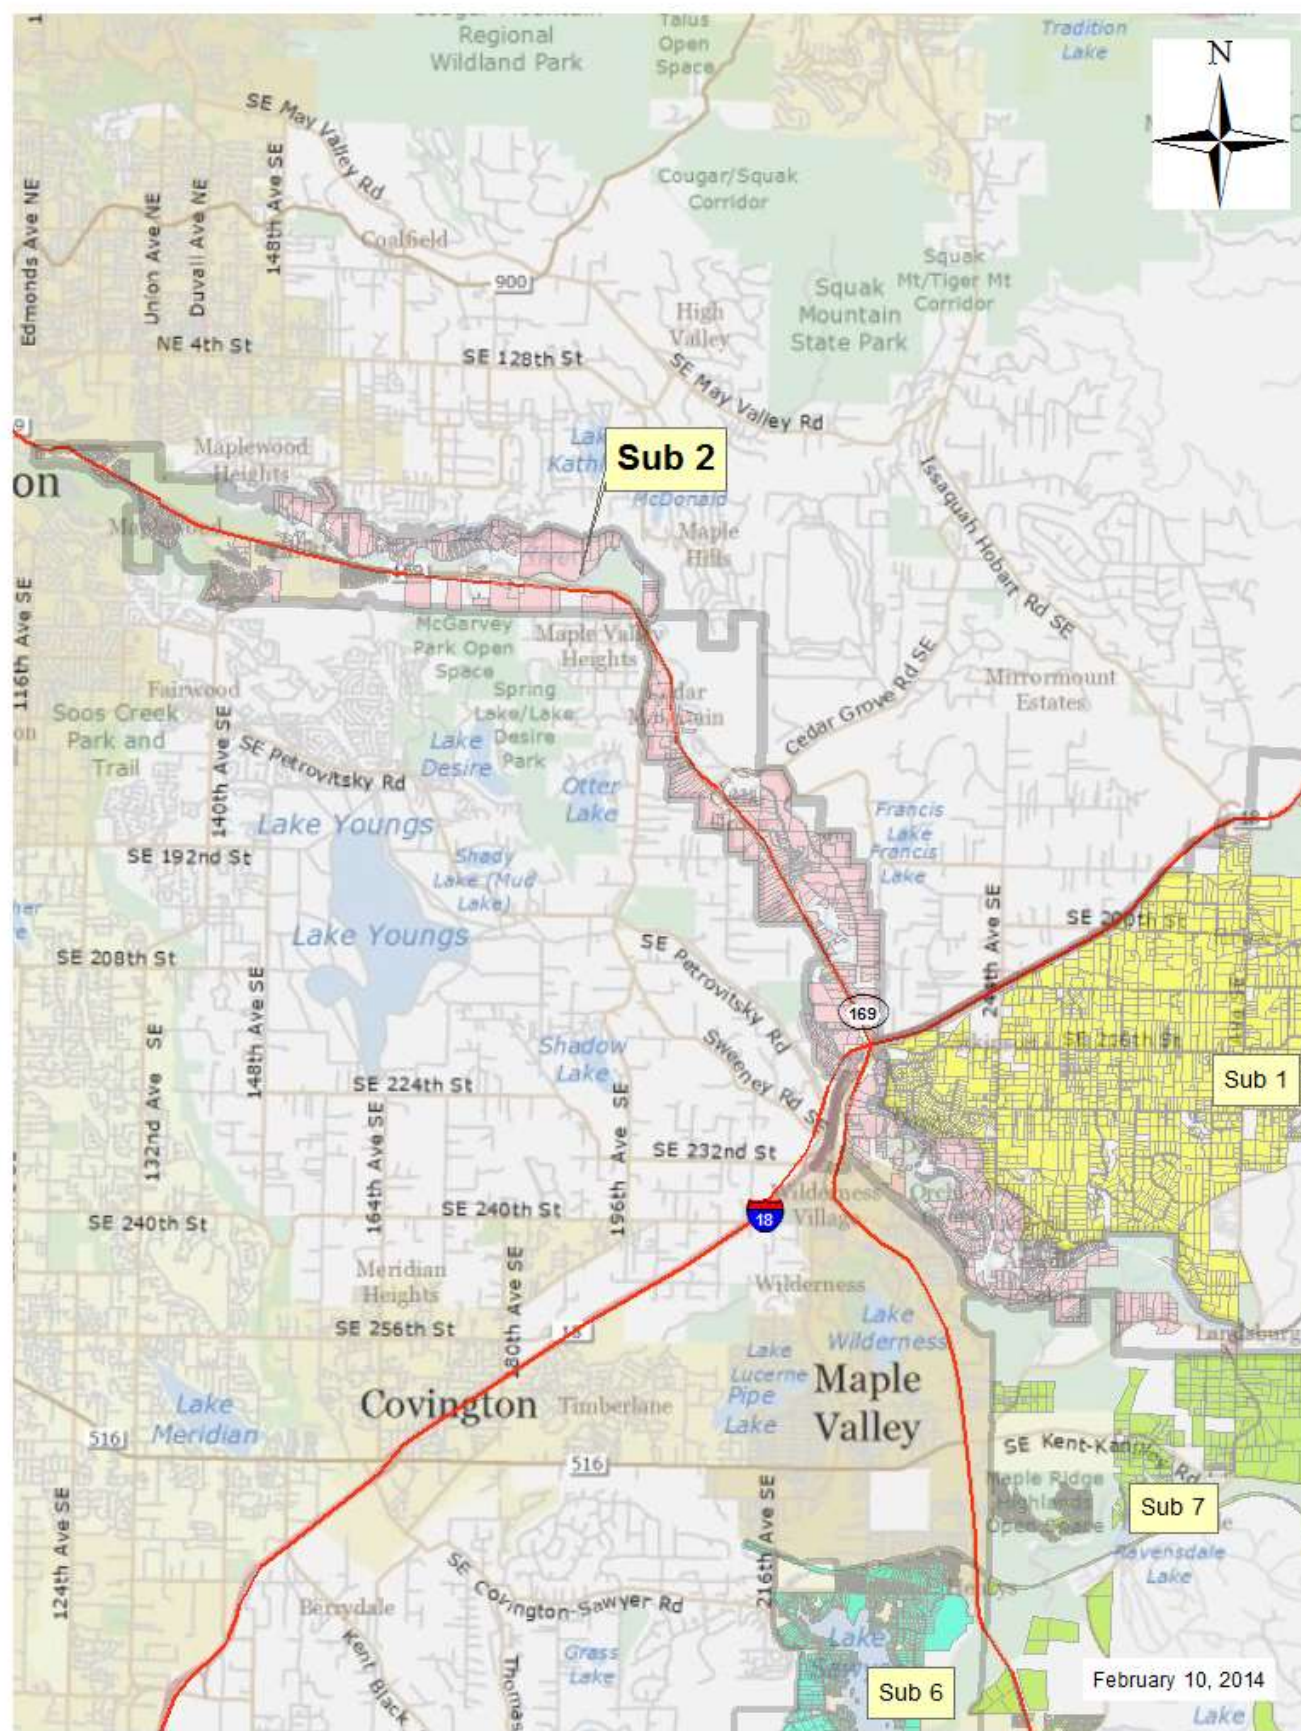 Regional
Wildland Park
Talus
Open
Space
Tradition
Lake
N
SE May Valley Rd
148th Ave SE
Edmonds Ave NE
Union Ave NE
Duvall Ave NE
Cougar/Squak
Corridor
Coalfield
900
Squak
Mt/Tiger Mt
Corridor
Squak
Mountain
State Park
High
Valley
NE 4th St
SE 128th St
SE May Valley Rd
Maplewood
Heights
Sub 2
McDonald
on
Maple
Hills
Issaquah Hobart Rd SE
116th Ave SE
McGarvey
Park Open
Space
Maple Valley
Heights
Mirrormount
Estates
Fairwood
Spring
Lake/Lake
Desire
Park
Soos Creek
Park and
Trail
Cedar Grove Rd SE
140th Ave SE
SE Petrovitsky Rd
Lake
Desire
Otter
Lake
Francis
Lake
Francis
Lake
18
Lake Youngs
SE 192nd St
Shady
Lake (Mud
Lake)
244th Ave SE
Lake Youngs
SE 208th St
SE Petrovitsky Rd
148th Ave SE
132nd Ave SE
169
Shadow
Lake
Sweeney Rd
SE 224th St
Sub 1
164th Ave SE
196th Ave SE
SE 232nd St
Wilderness
Village
SE 240th St
SE 240th St
18
Meridian
Heights
180th Ave SE
Wilderness
SE 256th St
18
Lake
Wilderness
Landsburg
Lake
Lucerne
Pipe
Lake
Maple
Valley
Lake
Meridian
Covington
Timberlane
516
516
SE Kent-Kangley Rd
Maple Ridge
Highlands
Open Space
Sub 7
124th Ave SE
216th Ave SE
Ravensdale
Lake
SE Covington-Sawyer Rd
Berrydale
Kent Black
Grass
Lake
Lake
Sub 6
February 10, 2014
Lake